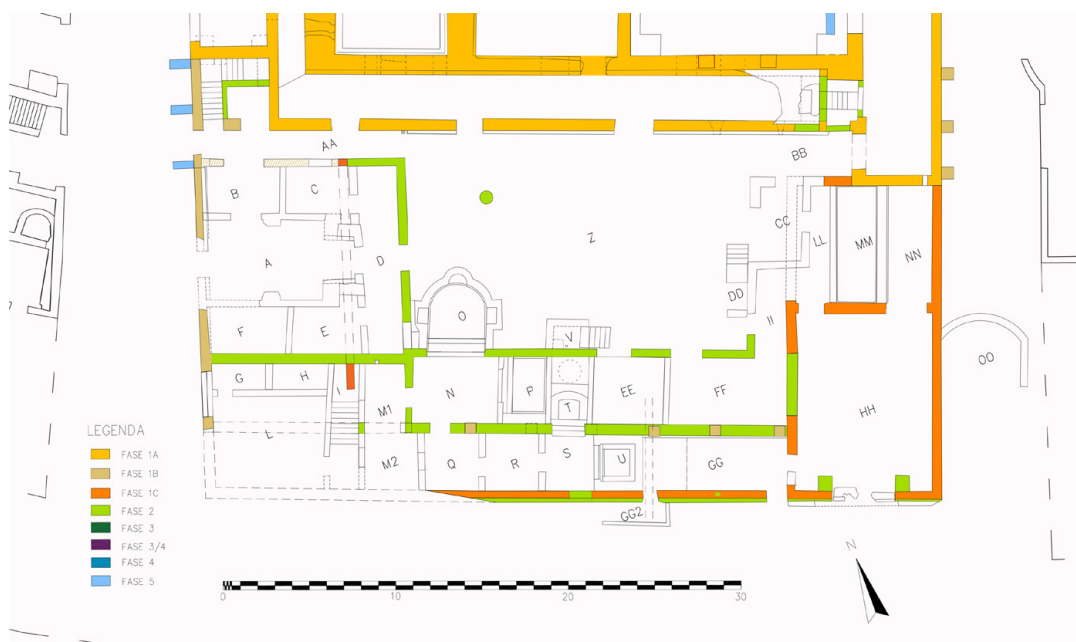 AA
BB
B
C
CC
Z
LL
MM
NN
A
D
DD
O
II
F
E
V
OO
G
H
I
N
P
T
EE
FF
M1
HH
L
M2
Q
R
S
U
GG
GG2
LEGENDA
FASE 1A
FASE 1B
FASE 1C
FASE 2
FASE 3
FASE 3/4
FASE 4
FASE 5
N
0
10
20
30